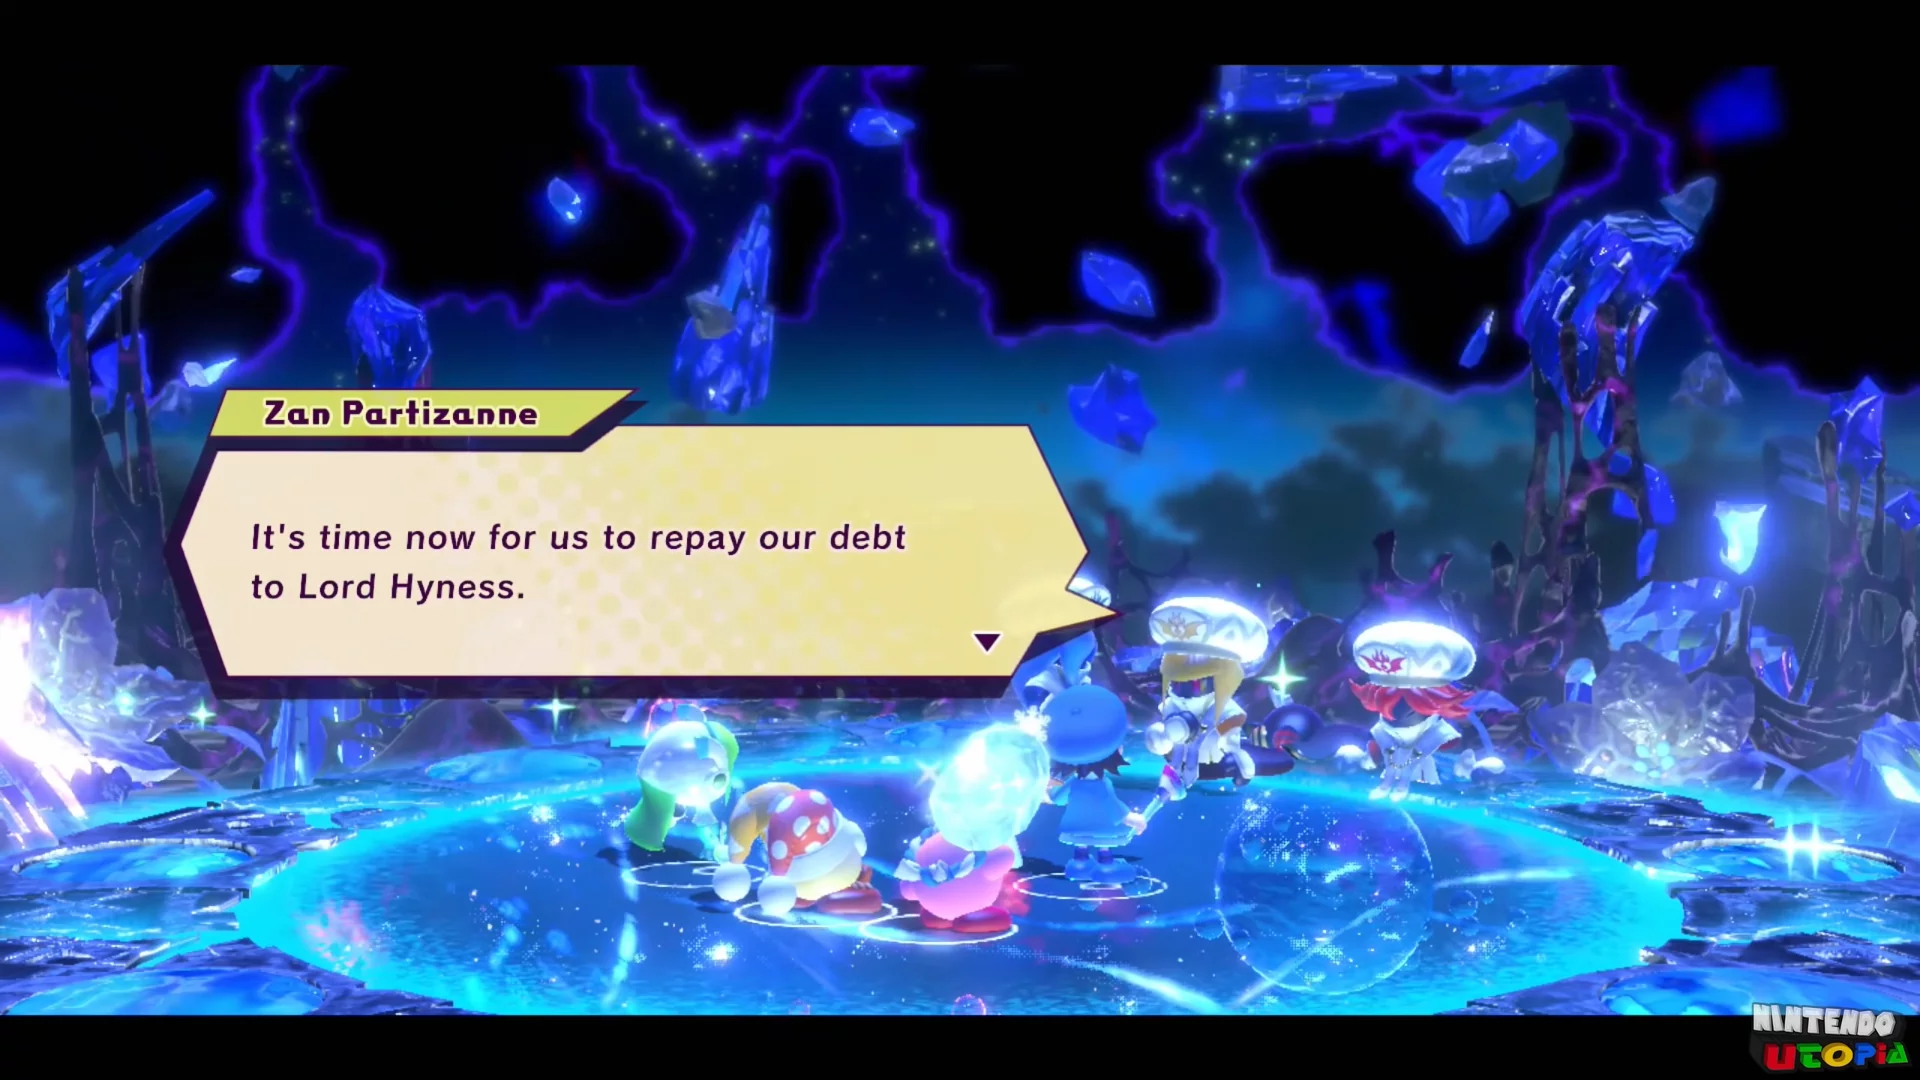 Zan Partizanne
It's time now for us to repay our debt
to Lord Hyness.
NINTENDO
UTOPiA